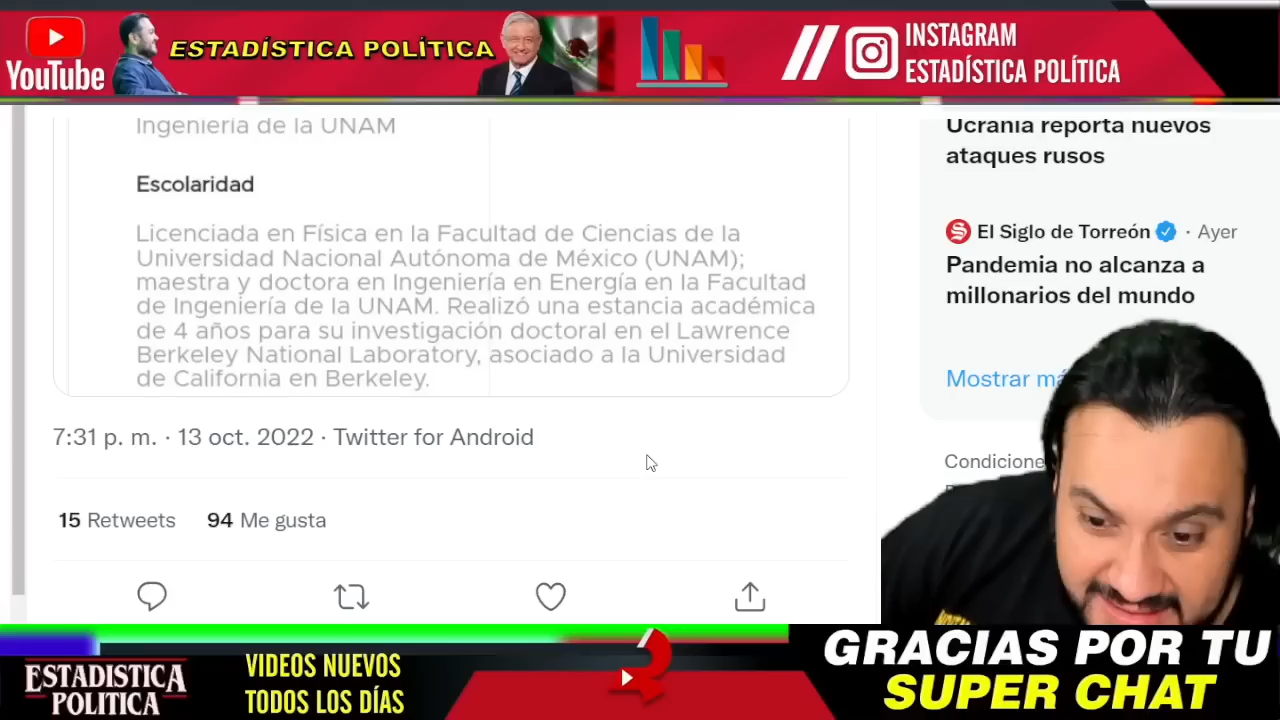 YouTube
ESTADÍSTICA POLÍTICA
INSTAGRAM
ESTADÍSTICA POLÍTICA
Ingeniería de la UNAM
Escolaridad
Licenciada en Física en la Facultad de Ciencias de la
Universidad Nacional Autónoma de México (UNAM);
maestra y doctora en Ingeniería en Energía en la Facultad
de Ingeniería de la UNAM. Realizó una estancia académica
de 4 años para su investigación doctoral en el Lawrence
Berkeley National Laboratory, asociado a la Universidad
de California en Berkeley.
7:31 p. m. · 13 oct. 2022 · Twitter for Android
15 Retweets 94 Me gusta
Ucrania reporta nuevos
ataques rusos
El Siglo de Torreón · Ayer
Pandemia no alcanza a
millonarios del mundo
Mostrar má
Condicione
ESTADISTICA
POLITICA
VIDEOS NUEVOS
TODOS LOS DÍAS
GRACIAS POR TU
SUPER CHAT